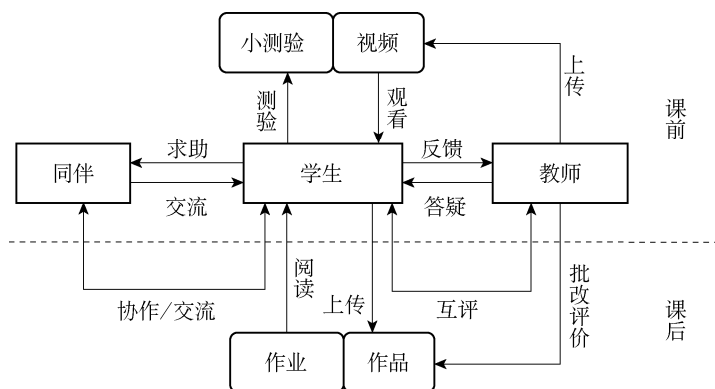 小测验
视频
测验
观看
上传
课前
求助
反馈
同伴
学生
教师
交流
答疑
阅读
批改评价
协作/交流
上传
互评
课后
作业
作品